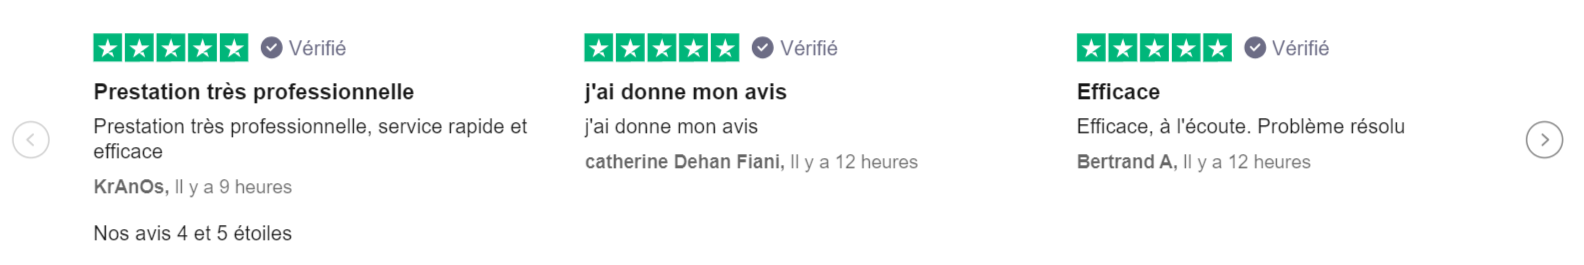 Vérifié
Prestation très professionnelle
Prestation très professionnelle, service rapide et
efficace
KrAnOs, Il y a 9 heures
Vérifié
j'ai donne mon avis
j'ai donne mon avis
catherine Dehan Fiani, Il y a 12 heures
Vérifié
Efficace
Efficace, à l'écoute. Problème résolu
Bertrand A, Il y a 12 heures
Nos avis 4 et 5 étoiles